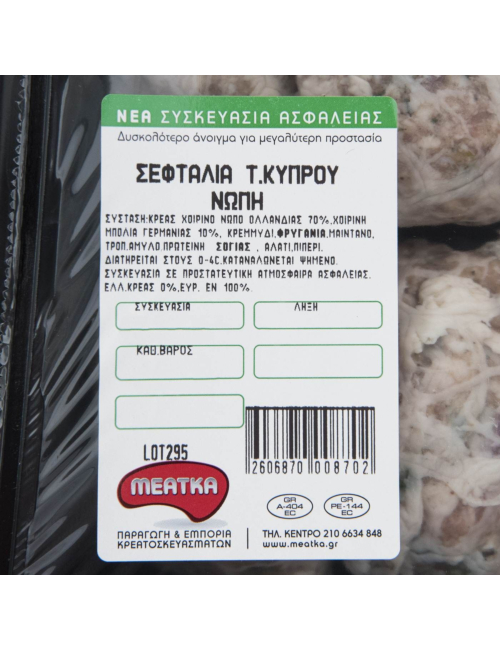 ΝΕΑ ΣΥΣΚΕΥΑΣΙΑ ΑΣΦΑΛΕΙΑΣ
Δυσκολότερο άνοιγμα για μεγαλύτερη προστασία
ΣΕΦΤΑΛΙΑ Τ.ΚΥΠΡΟΥ
ΝΩΠΗ
ΣΥΣΤΑΣΗ:ΚΡΕΑΣ ΧΟΙΡΙΝΟ ΝΩΠΟ ΟΛΛΑΝΔΙΑΣ 70%,ΧΟΙΡΙΝΗ
ΜΠΟΛΙΑ ΓΕΡΜΑΝΙΑΣ 10%, ΚΡΕΜΜΥΔΙ,ΦΡΥΓΑΝΙΑ,ΜΑΙΝΤΑΝΟ,
ΤΡΟΠ.ΑΜΥΛΟ,ΠΡΩΤΕΙΝΗ ΣΟΓΙΑΣ , ΑΛΑΤΙ,ΠΙΠΕΡΙ.
ΔΙΑΤΗΡΕΙΤΑΙ ΣΤΟΥΣ 0-4C.ΚΑΤΑΝΑΛΩΝΕΤΑΙ ΨΗΜΕΝΟ.
ΣΥΣΚΕΥΑΣΙΑ ΣΕ ΠΡΟΣΤΑΤΕΥΤΙΚΗ ΑΤΜΟΣΦΑΙΡΑ ΑΣΦΑΛΕΙΑΣ.
ΕΛΛ.ΚΡΕΑΣ 0%,ΕΥΡ. ΕΝ 100%.
ΣΥΣΚΕΥΑΣΙΑ ΛΗΞΗ
ΚΑΘ.ΒΑΡΟΣ
LOT295
2606870 008702
MEATKA
GR
A-404
EC
GR
PE-144
EC
ΠΑΡΑΓΩΓΗ & ΕΜΠΟΡΙΑ
ΚΡΕΑΤΟΣΚΕΥΑΣΜΑΤΩΝ
ΤΗΛ. ΚΕΝΤΡΟ 210 6634 848
www.meatka.gr